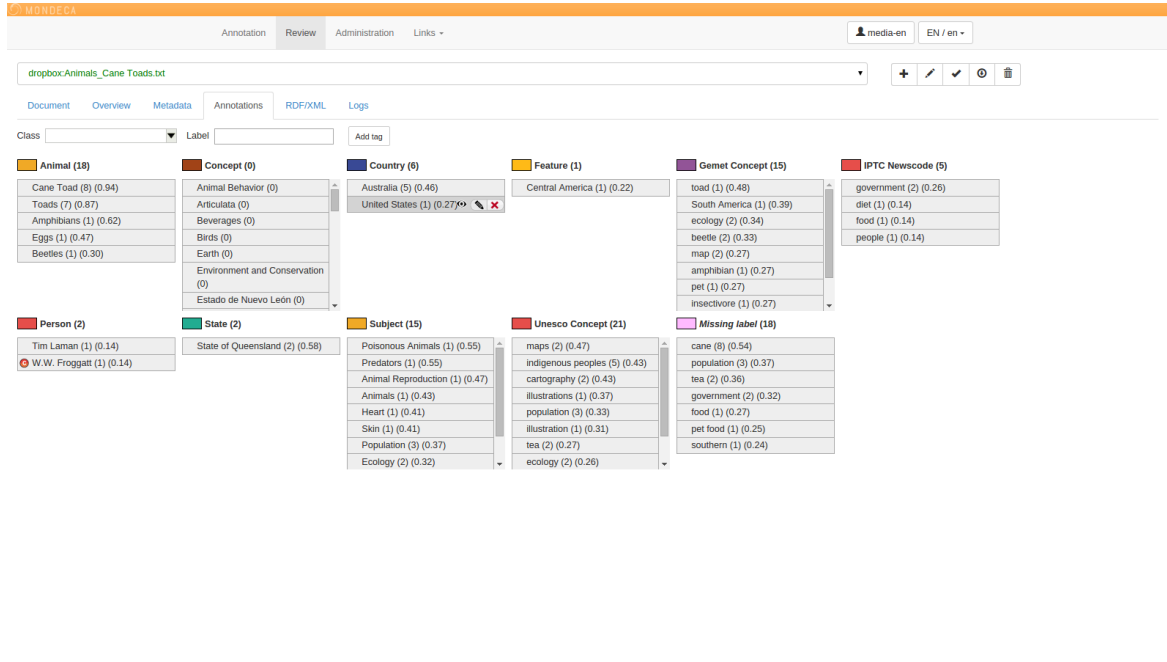 MONDECA
Annotation Review Administration Links
media-en EN / en
dropbox:Animals_Cane Toads.txt
Document Overview Metadata Annotations RDF/XML Logs
Class Label Add tag
Animal (18)
Cane Toad (8) (0.94)
Toads (7) (0.87)
Amphibians (1) (0.62)
Eggs (1) (0.47)
Beetles (1) (0.30)
Concept (0)
Animal Behavior (0)
Articulata (0)
Beverages (0)
Birds (0)
Earth (0)
Environment and Conservation
(0)
Estado de Nuevo León (0)
Country (6)
Australia (5) (0.46)
United States (1) (0.27)
Feature (1)
Central America (1) (0.22)
Gemet Concept (15)
toad (1) (0.48)
South America (1) (0.39)
ecology (2) (0.34)
beetle (2) (0.33)
map (2) (0.27)
amphibian (1) (0.27)
pet (1) (0.27)
insectivore (1) (0.27)
IPTC Newscode (5)
government (2) (0.26)
diet (1) (0.14)
food (1) (0.14)
people (1) (0.14)
Person (2)
Tim Laman (1) (0.14)
C W.W. Froggatt (1) (0.14)
State (2)
State of Queensland (2) (0.58)
Subject (15)
Poisonous Animals (1) (0.55)
Predators (1) (0.55)
Animal Reproduction (1) (0.47)
Animals (1) (0.43)
Heart (1) (0.41)
Skin (1) (0.41)
Population (3) (0.37)
Ecology (2) (0.32)
Unesco Concept (21)
maps (2) (0.47)
indigenous peoples (5) (0.43)
cartography (2) (0.43)
illustrations (1) (0.37)
population (3) (0.33)
illustration (1) (0.31)
tea (2) (0.27)
ecology (2) (0.26)
Missing label (18)
cane (8) (0.54)
population (3) (0.37)
tea (2) (0.36)
government (2) (0.32)
food (1) (0.27)
pet food (1) (0.25)
southern (1) (0.24)